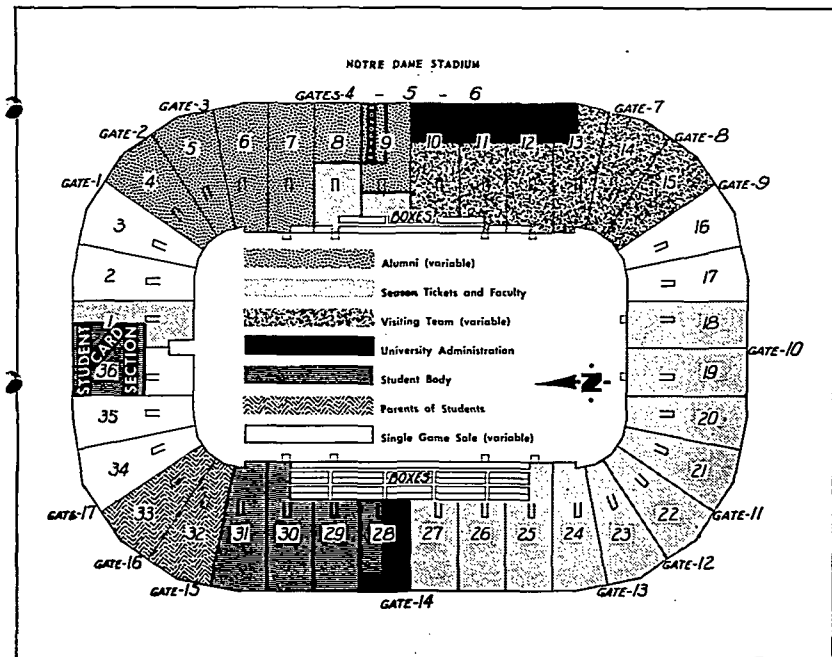 NOTRE DAME STADIUM
GATES-4 - 5 - 6
GATE-3
GATE-2
GATE-1
GATE-7
GATE-8
GATE-9
4
5
6
7
8
9
10
11
12
13
14
15
3
2
1
16
17
18
19
20
21
BOXES
Alumni (variable)
Season Tickets and Faculty
Visiting Team (variable)
University Administration
Student Body
Parents of Students
Single Game Sale (variable)
N
STUDENT
CARD
36
SECTION
GATE-10
35
34
BOXES
33
32
31
30
29
28
27
26
25
24
23
22
GATE-17
GATE-16
GATE-15
GATE-14
GATE-13
GATE-12
GATE-11